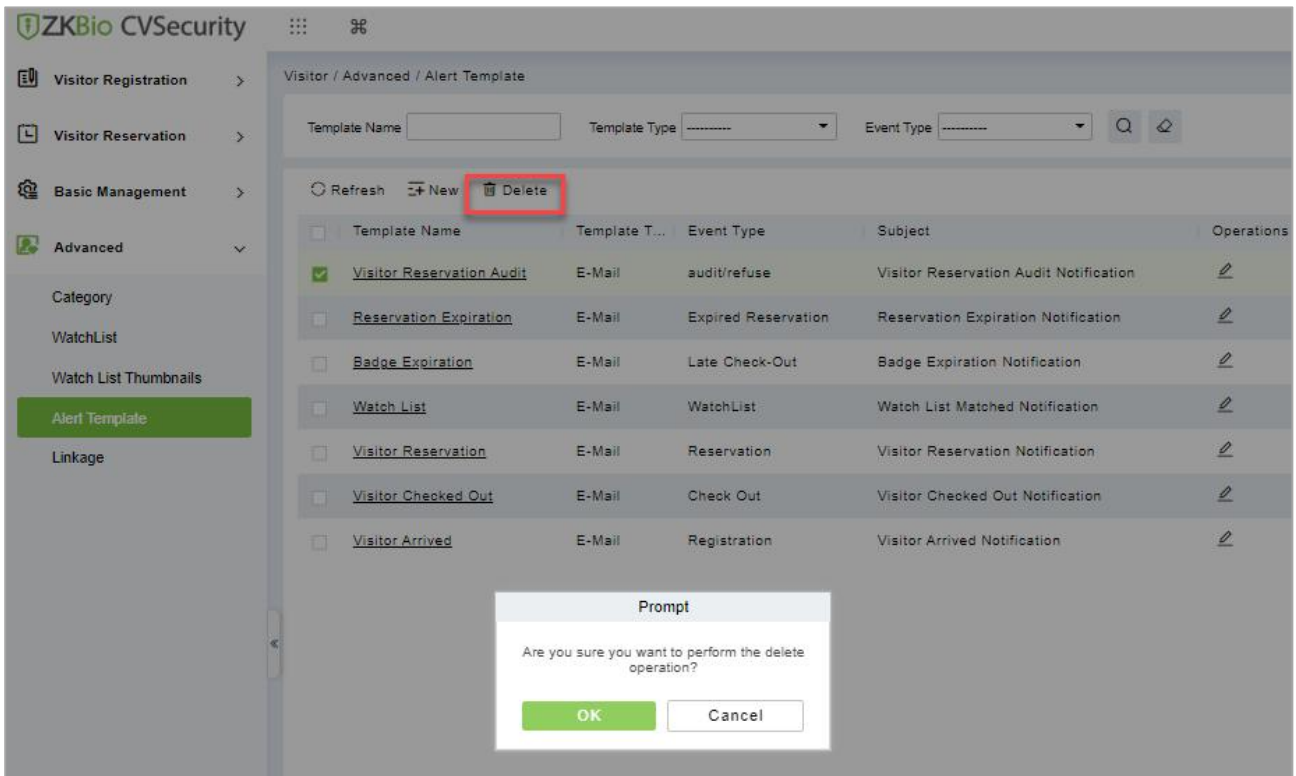 ZKBio CVSecurity
Visitor Registration
Visitor Reservation
Basic Management
Advanced
Category
WatchList
Watch List Thumbnails
Alert Template
Linkage
Visitor / Advanced / Alert Template
Template Name Template Type ---------- Event Type ----------
Refresh New Delete
Template Name Template T... Event Type Subject Operations
Visitor Reservation Audit E-Mail audit/refuse Visitor Reservation Audit Notification
Reservation Expiration E-Mail Expired Reservation Reservation Expiration Notification
Badge Expiration E-Mail Late Check-Out Badge Expiration Notification
Watch List E-Mail WatchList Watch List Matched Notification
Visitor Reservation E-Mail Reservation Visitor Reservation Notification
Visitor Checked Out E-Mail Check Out Visitor Checked Out Notification
Visitor Arrived E-Mail Registration Visitor Arrived Notification
Prompt
Are you sure you want to perform the delete
operation?
OK Cancel